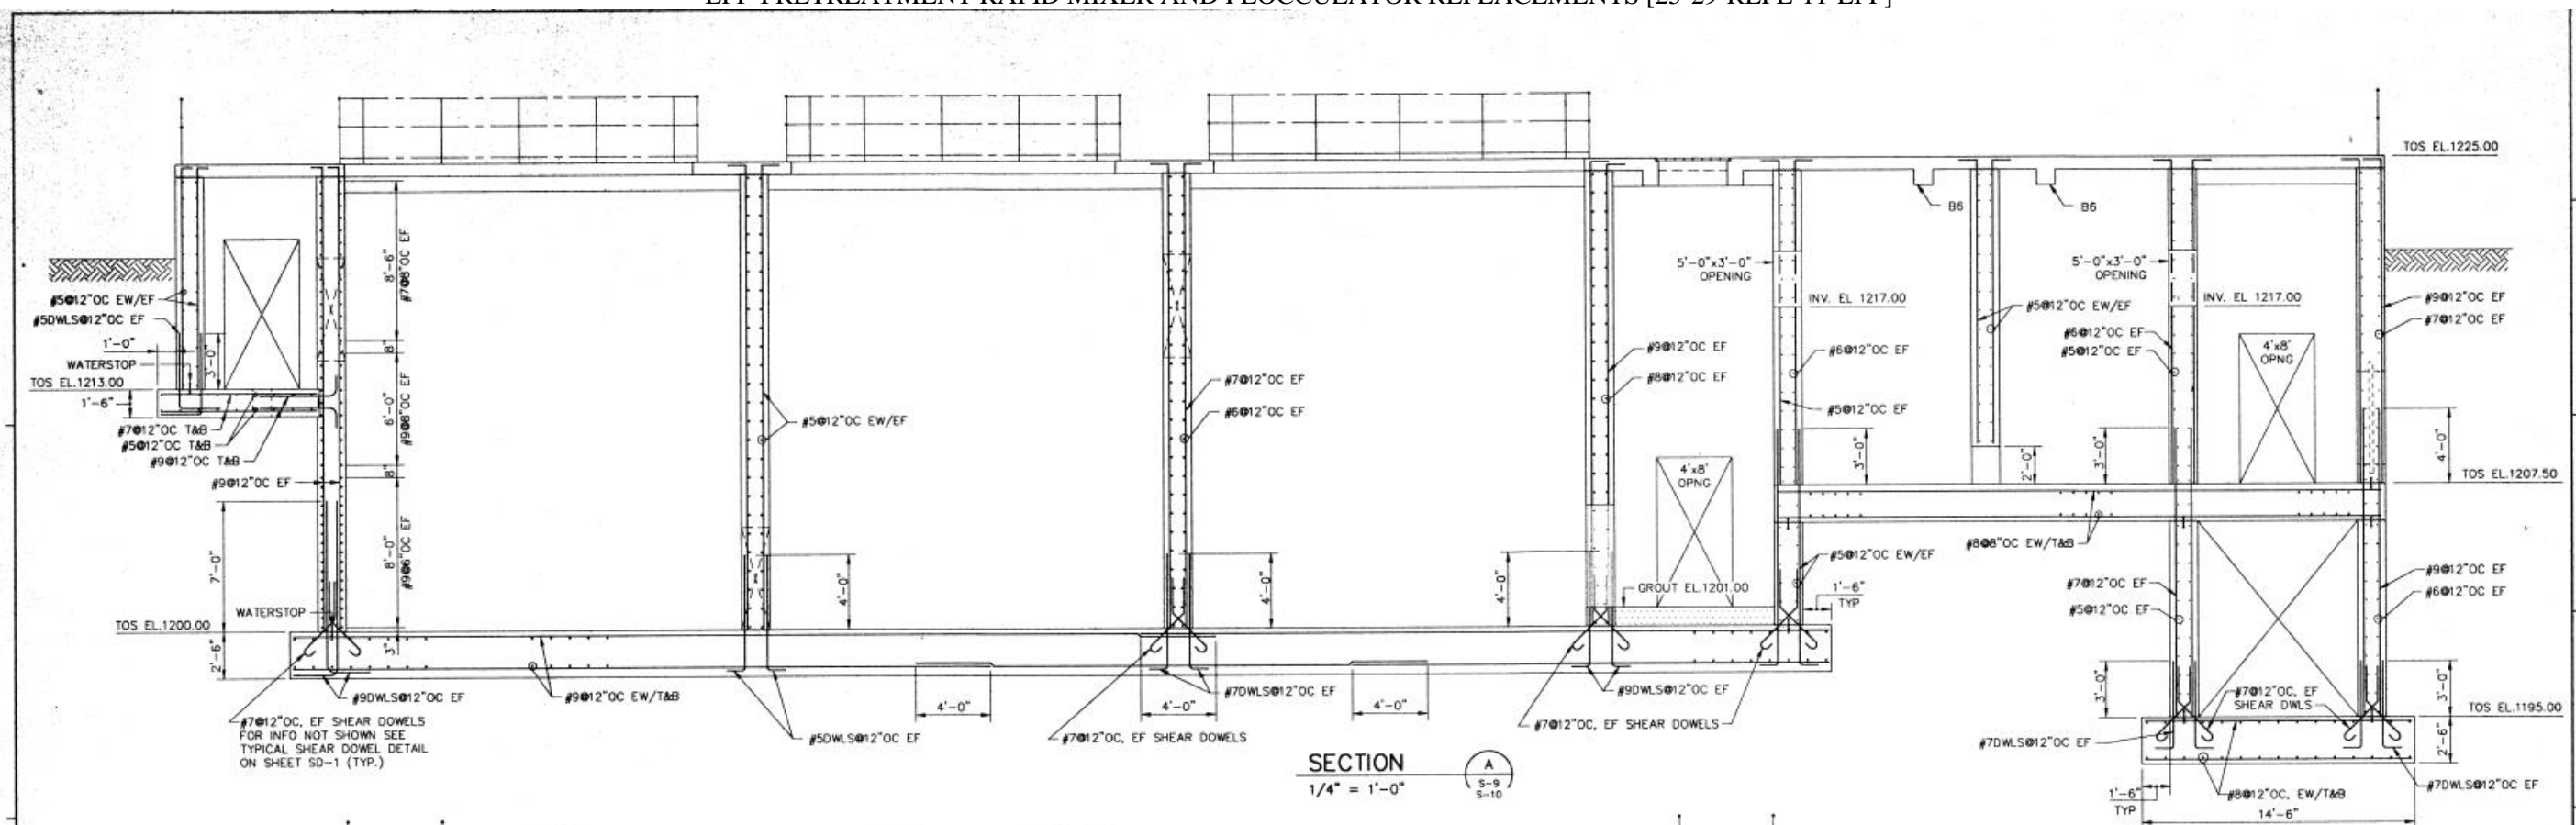 EPP PRETREATMENT RAPID MIXER AND FLOCCULATOR REPLACEMENTS
TOS EL.1225.00
B6
B6
5'-0"x3'-0"
OPENING
5'-0"x3'-0"
OPENING
INV. EL 1217.00
INV. EL 1217.00
8'-6"
#7@8"OC EF
#5@12"OC EW/EF
#5DWLS@12"OC EF
1'-0"
WATERSTOP
3'-0"
TOS EL.1213.00
1'-6"
#7@12"OC T&B
#5@12"OC T&B
#9@12"OC T&B
#9@12"OC EF
8"
6'-0"
#9@8"OC EF
8"
8'-0"
#9@6"OC EF
7'-0"
WATERSTOP
TOS EL.1200.00
2'-6"
3"
#9DWLS@12"OC EF
#9@12"OC EW/T&B
#7@12"OC, EF SHEAR DOWELS
FOR INFO NOT SHOWN SEE
TYPICAL SHEAR DOWEL DETAIL
ON SHEET SD-1 (TYP.)
#5@12"OC EW/EF
4'-0"
#5DWLS@12"OC EF
4'-0"
#7@12"OC EF
#6@12"OC EF
4'-0"
4'-0"
#7DWLS@12"OC EF
#7@12"OC, EF SHEAR DOWELS
4'-0"
4'-0"
#9@12"OC EF
#8@12"OC EF
4'x8'
OPNG
GROUT EL.1201.00
#9DWLS@12"OC EF
#7@12"OC, EF SHEAR DOWELS
#6@12"OC EF
#5@12"OC EF
3'-0"
#5@12"OC EW/EF
1'-6"
TYP
#5@12"OC EW/EF
2'-0"
#8@8"OC EW/T&B
#6@12"OC EF
#5@12"OC EF
3'-0"
4'x8'
OPNG
#9@12"OC EF
#7@12"OC EF
4'-0"
TOS EL.1207.50
#7@12"OC EF
#5@12"OC EF
#9@12"OC EF
#6@12"OC EF
3'-0"
#7@12"OC, EF
SHEAR DWLS
3'-0"
TOS EL.1195.00
2'-6"
#7DWLS@12"OC EF
#7DWLS@12"OC EF
#8@12"OC, EW/T&B
1'-6"
TYP
14'-6"
SECTION
1/4" = 1'-0"
A
S-9
S-10